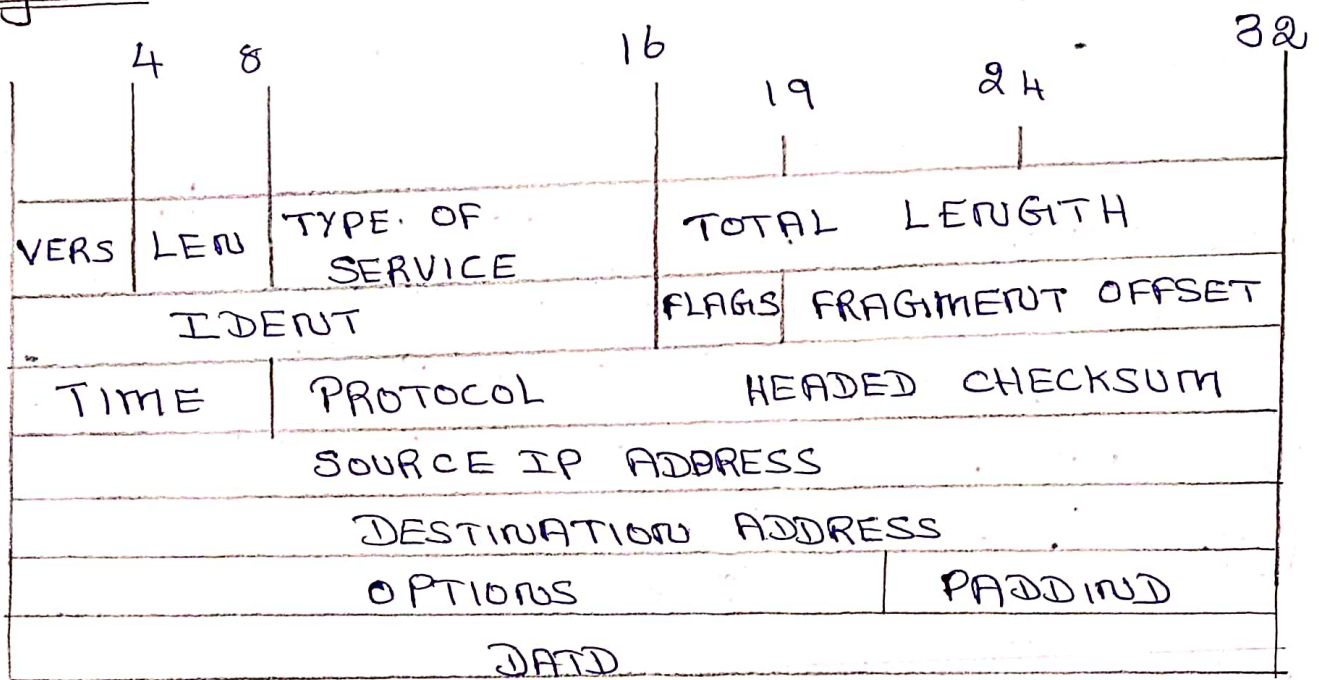 4 8 16 32
19 24
VERS LEN TYPE OF SERVICE TOTAL LENGTH
IDENT FLAGS FRAGMENT OFFSET
TIME PROTOCOL HEADED CHECKSUM
SOURCE IP ADDRESS
DESTINATION ADDRESS
OPTIONS PADDIND
DATD